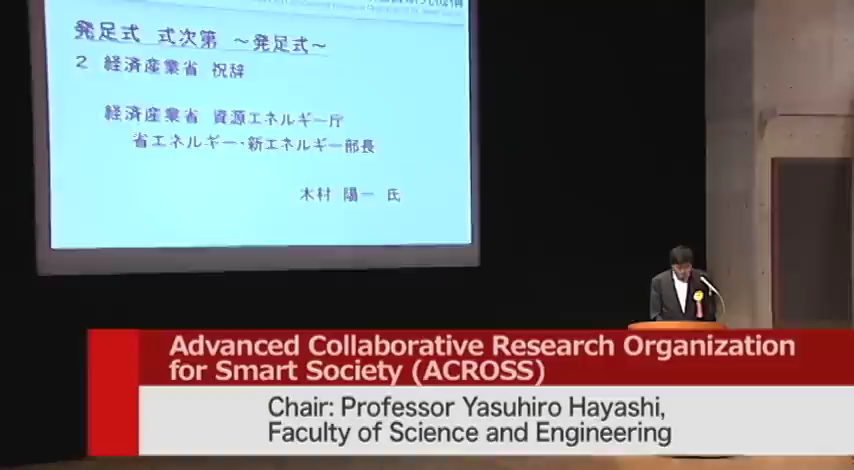 発足式 式次第 ～発足式～
2 経済産業省 祝辞
経済産業省 資源エネルギー庁
省エネルギー・新エネルギー部長
木村 陽一 氏
Advanced Collaborative Research Organization
for Smart Society (ACROSS)
Chair: Professor Yasuhiro Hayashi,
Faculty of Science and Engineering